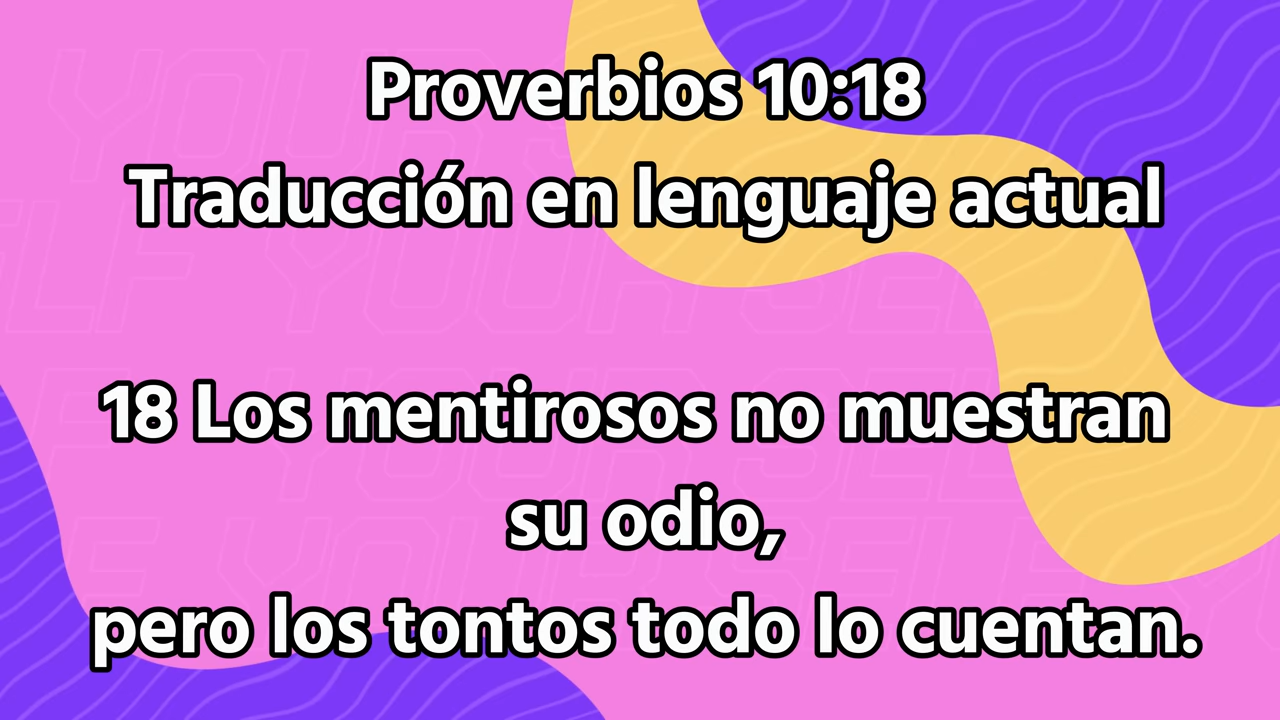 Proverbios 10:18
Traducción en lenguaje actual
18 Los mentirosos no muestran
su odio,
pero los tontos todo lo cuentan.